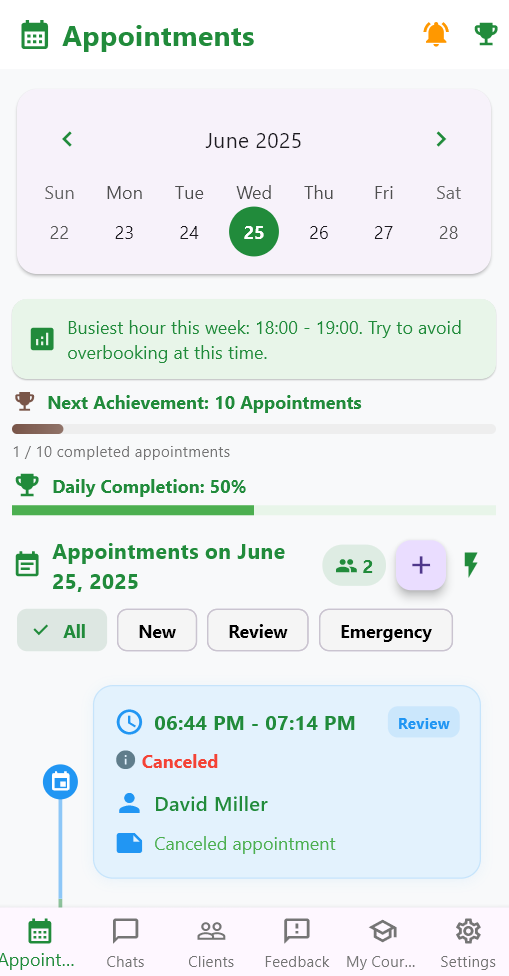 Appointments
June 2025
Sun Mon Tue Wed Thu Fri Sat
22 23 24 25 26 27 28
Busiest hour this week: 18:00 - 19:00. Try to avoid
overbooking at this time.
Next Achievement: 10 Appointments
1 / 10 completed appointments
Daily Completion: 50%
Appointments on June
25, 2025
2
All New Review Emergency
06:44 PM - 07:14 PM Review
Canceled
David Miller
Canceled appointment
Appoint... Chats Clients Feedback My Cour... Settings